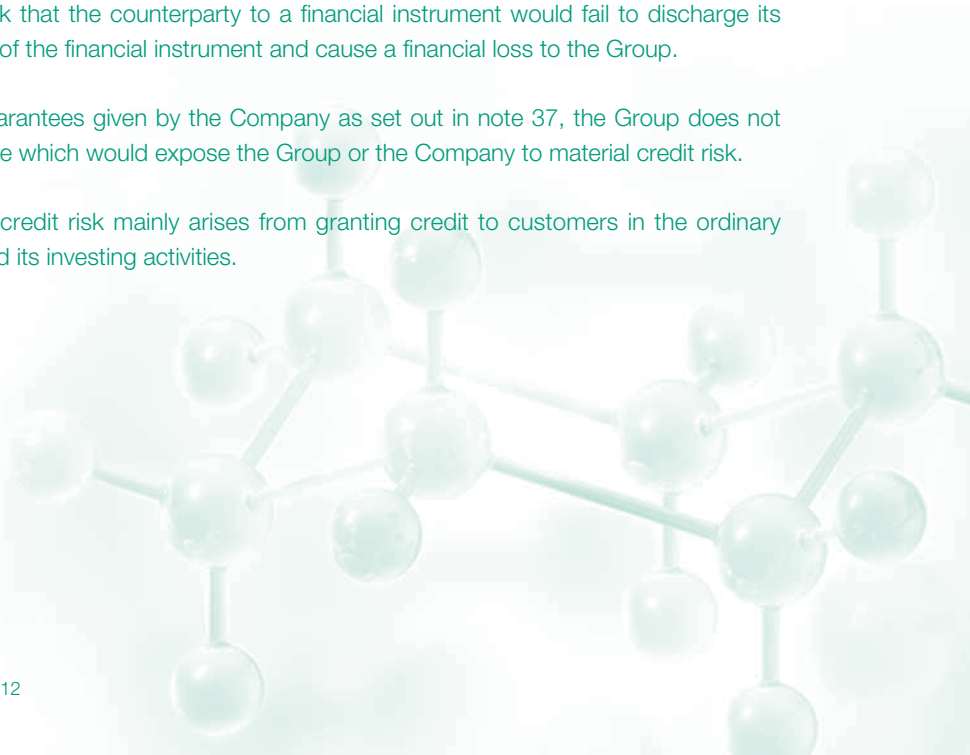 k that the counterparty to a financial instrument would fail to discharge its
of the financial instrument and cause a financial loss to the Group.
arantees given by the Company as set out in note 37, the Group does not
e which would expose the Group or the Company to material credit risk.
credit risk mainly arises from granting credit to customers in the ordinary
d its investing activities.
12